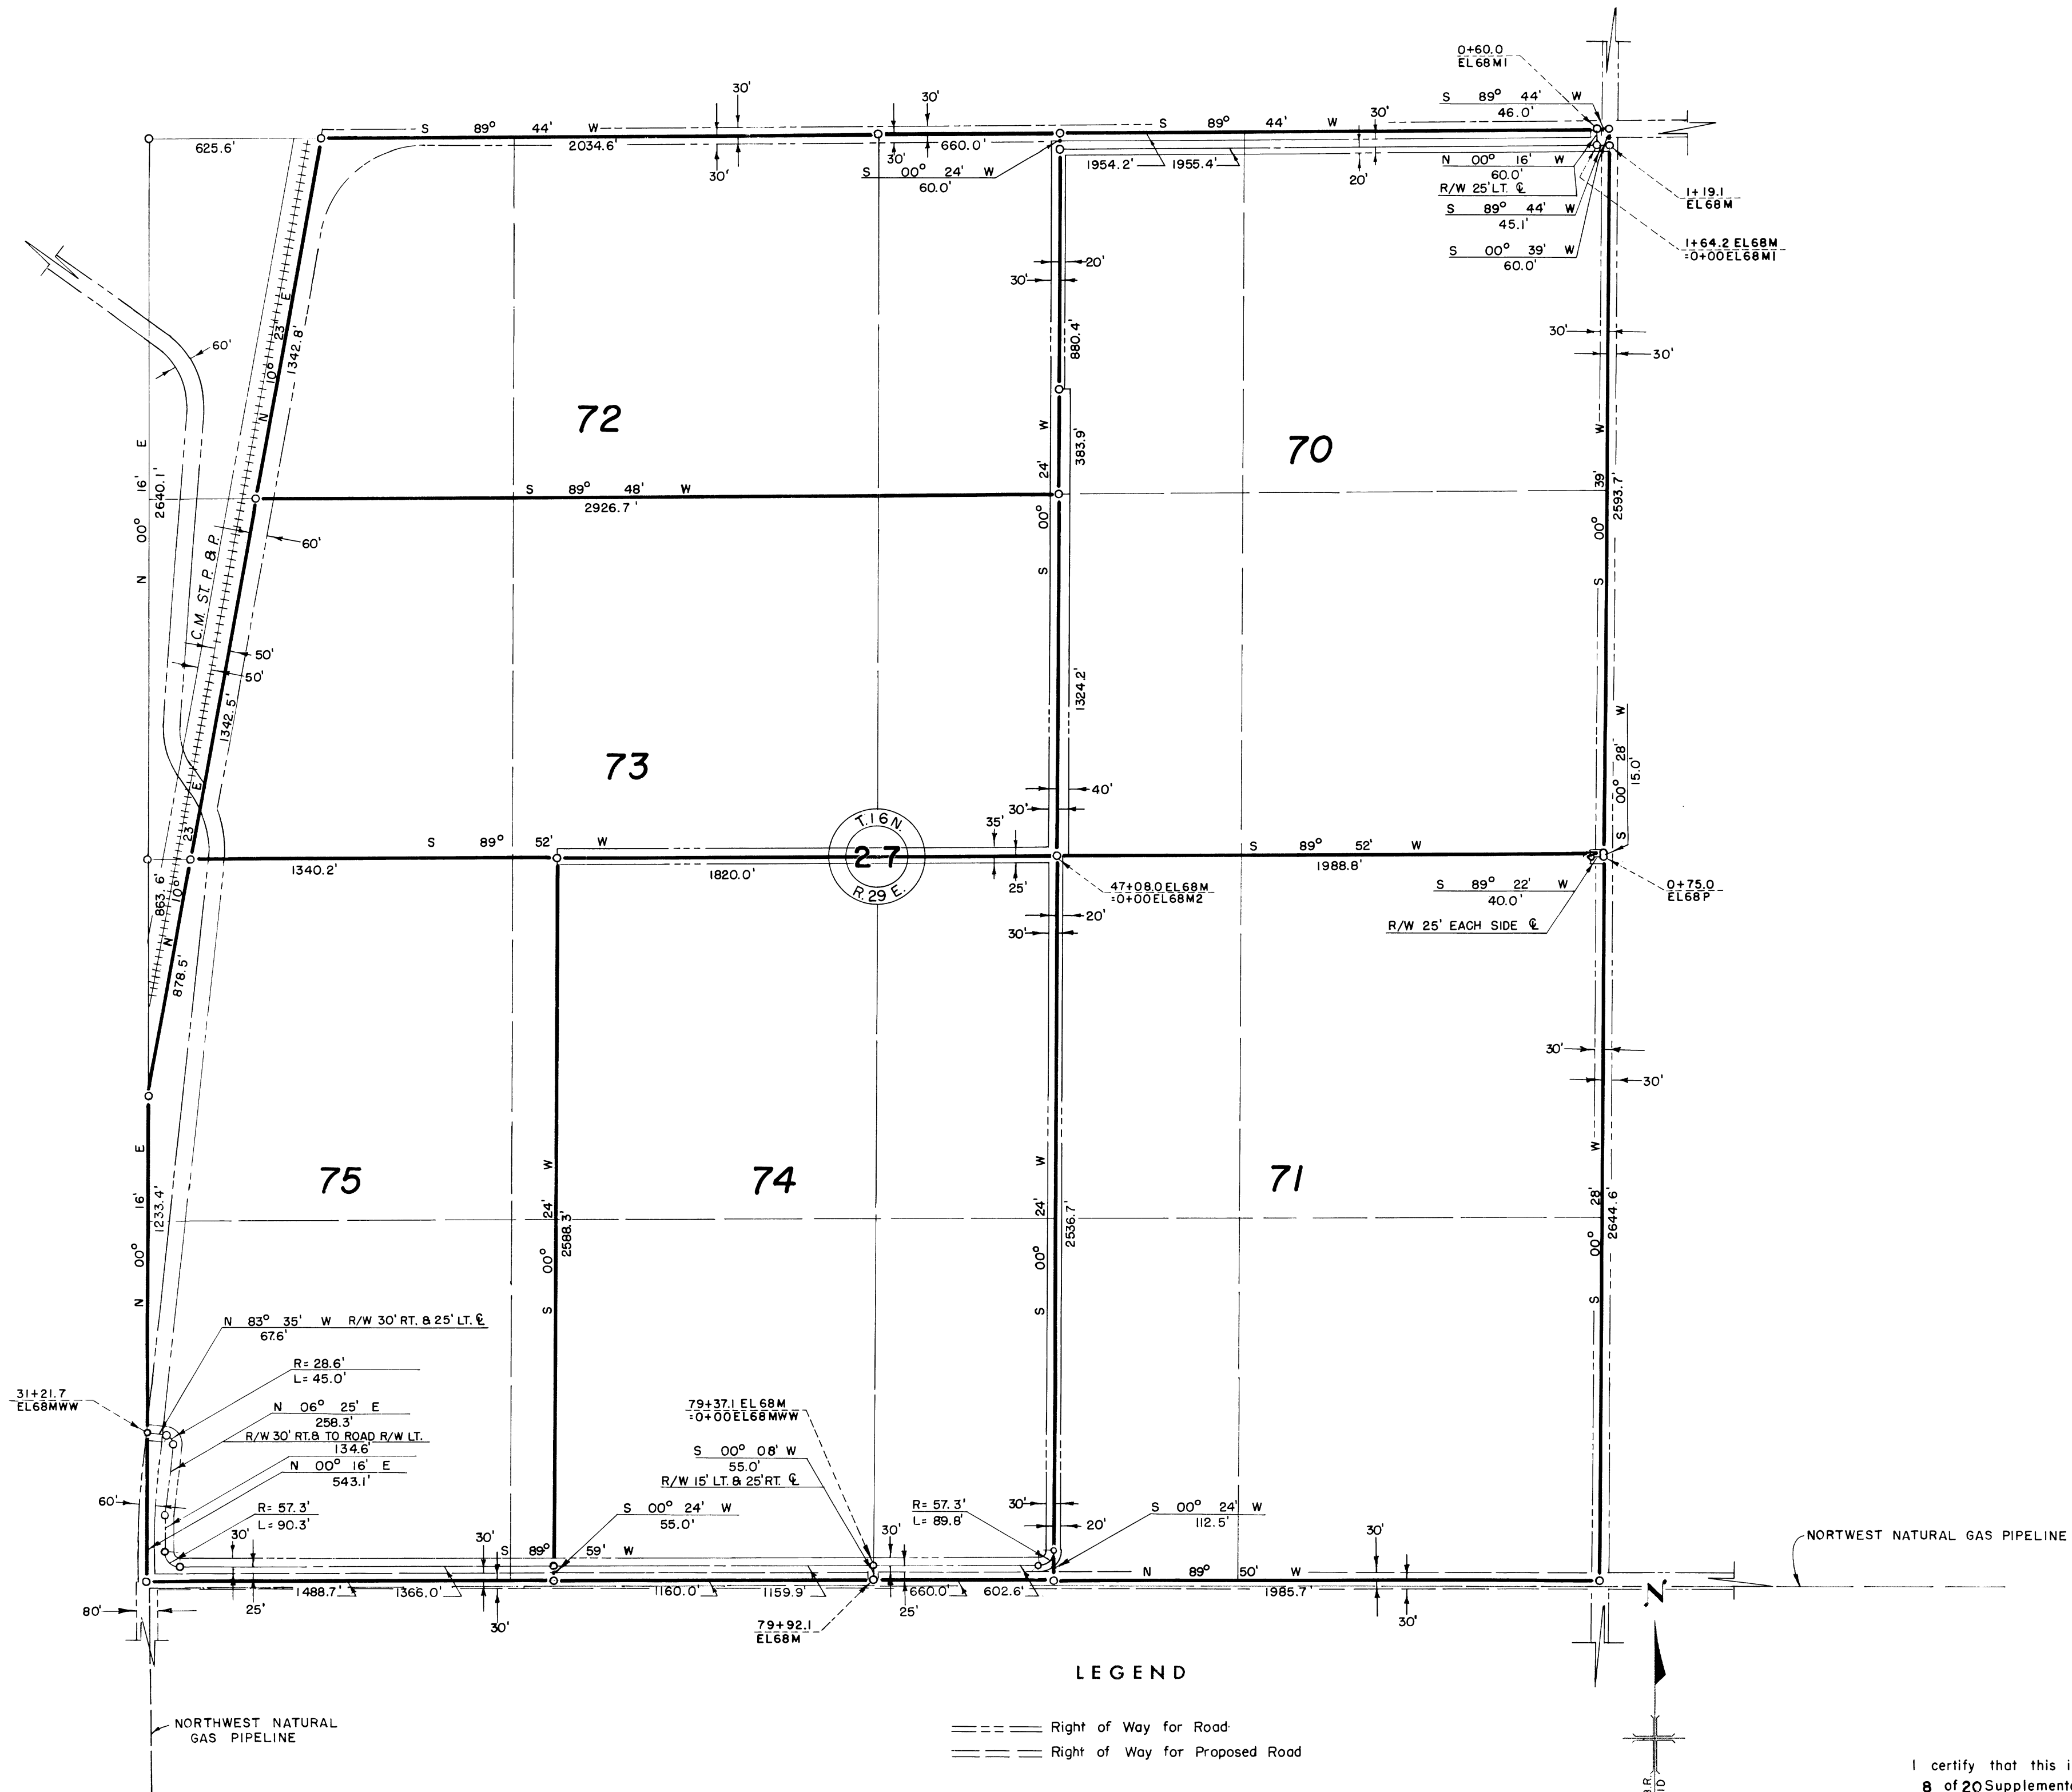 0+60.0
EL68M1
S 89° 44' W
46.0'
30'
30'
30'
S 89° 44' W
2034.6'
30'
30'
660.0'
S 89° 44' W
1954.2'
1955.4'
20'
625.6'
S 00° 24' W
60.0'
N 00° 16' W
60.0'
R/W 25' LT. ℄
S 89° 44' W
45.1'
S 00° 39' W
60.0'
1+19.1
EL68M
1+64.2 EL68M
=0+00EL68M1
20'
30'
60'
N 10° 23' E
1342.8'
880.4'
30'
30'
72
70
N 00° 16' E
2640.1'
383.9'
S 00° 24' W
S 00° 39' W
2593.7'
S 89° 48' W
2926.7'
60'
C.M. ST. P. & P.
50'
50'
1342.5'
1324.2'
73
S 00° 28' W
15.0'
40'
30'
35'
T.16 N.
27
R. 29 E.
S 89° 52' W
1340.2'
1820.0'
25'
S 89° 52' W
1988.8'
47+08.0 EL68M
=0+00EL68M2
S 89° 22' W
40.0'
R/W 25' EACH SIDE ℄
0+75.0
EL68P
20'
30'
863.6'
N 10° 23' E
878.5'
30'
30'
75
74
71
N 00° 16' E
1233.4'
S 00° 24' W
2588.3'
S 00° 24' W
2536.7'
S 00° 28' W
2644.6'
N 83° 35' W R/W 30' RT. & 25' LT. ℄
67.6'
R= 28.6'
L= 45.0'
31+21.7
EL68MWW
N 06° 25' E
258.3'
R/W 30' RT.& TO ROAD R/W LT.
134.6'
N 00° 16' E
543.1'
R= 57.3'
L= 90.3'
60'
79+37.1 EL68M
=0+00EL68MWW
S 00° 08' W
55.0'
R/W 15' LT. & 25' RT. ℄
S 00° 24' W
55.0'
R= 57.3'
L= 89.8'
30'
20'
S 00° 24' W
112.5'
30'
30'
30'
30'
S 89° 59' W
N 89° 50' W
1985.7'
25'
1488.7'
1366.0'
30'
1160.0'
1159.9'
660.0'
602.6'
25'
30'
80'
79+92.1
EL68M
NORTWEST NATURAL GAS PIPELINE
N.
LEGEND
Right of Way for Road
Right of Way for Proposed Road
NORTHWEST NATURAL
GAS PIPELINE
I certify that this i
8 of 20 Supplement